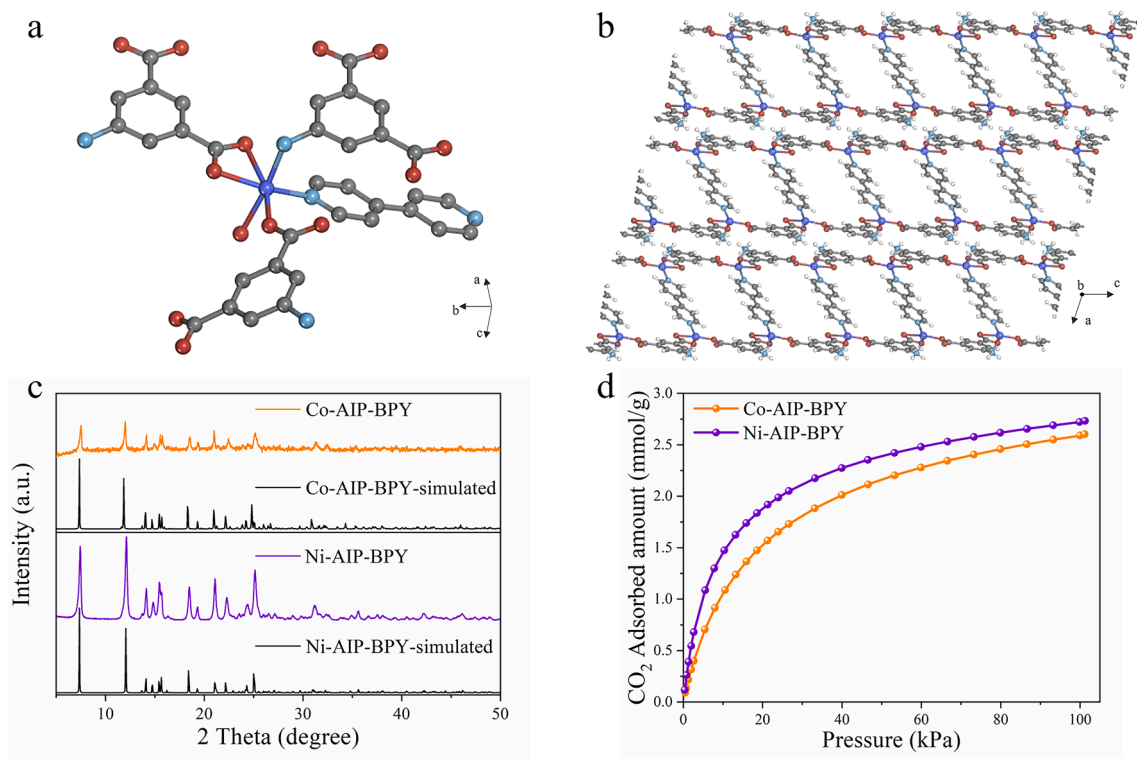 a
b
a
b
c
b
c
a
c
Co-AIP-BPY
Co-AIP-BPY-simulated
Ni-AIP-BPY
Ni-AIP-BPY-simulated
Intensity (a.u.)
10
20
30
40
50
2 Theta (degree)
d
Co-AIP-BPY
Ni-AIP-BPY
CO₂ Adsorbed amount (mmol/g)
3.0
2.5
2.0
1.5
1.0
0.5
0.0
0
20
40
60
80
100
Pressure (kPa)